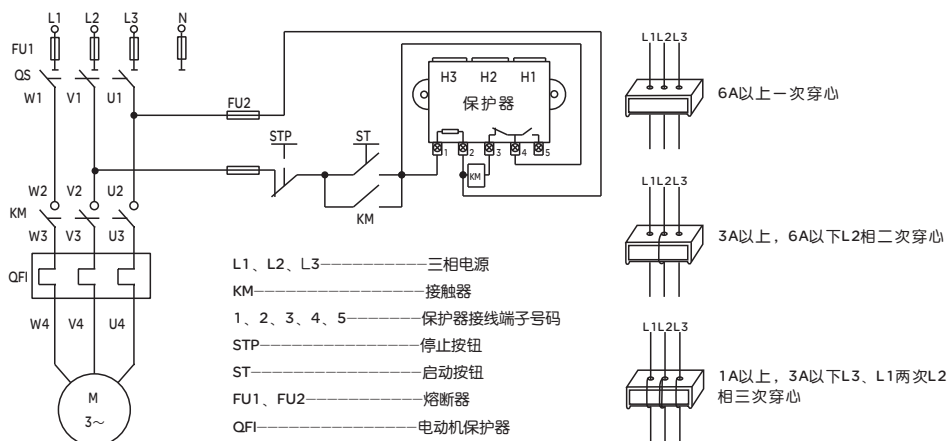 L1 L2 L3 N
FU1
QS
W1 V1 U1
FU2
STP ST
KM
H3 H2 H1
保护器
1 2 3 4 5
KM
W2 V2 U2
KM
W3 V3 U3
QFI
W4 V4 U4
M
3～
L1、L2、L3——————————三相电源
KM————————————————接触器
1、2、3、4、5———————保护器接线端子号码
STP———————————————停止按钮
ST————————————————启动按钮
FU1、FU2———————————熔断器
QFI———————————————电动机保护器
L1L2L3
6A以上一次穿心
L1L2L3
3A以上，6A以下L2相二次穿心
L1L2L3
1A以上，3A以下L3、L1两次L2
相三次穿心